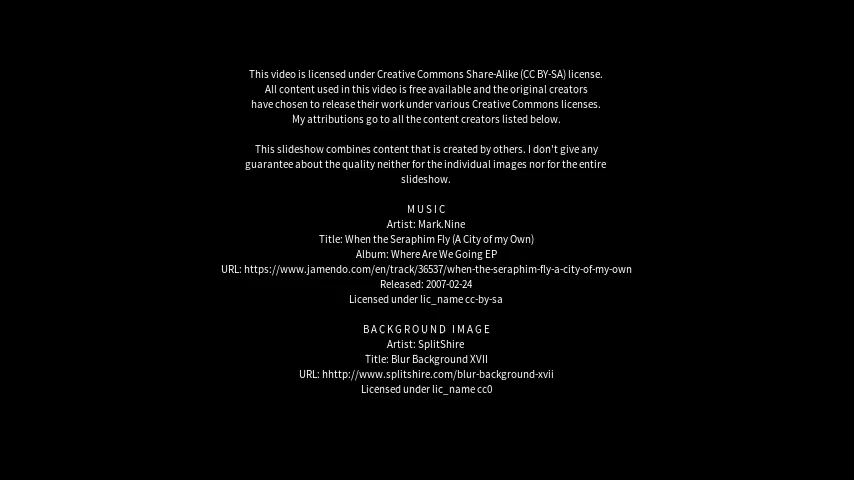 This video is licensed under Creative Commons Share-Alike (CC BY-SA) license.
All content used in this video is free available and the original creators
have chosen to release their work under various Creative Commons licenses.
My attributions go to all the content creators listed below.
This slideshow combines content that is created by others. I don't give any
guarantee about the quality neither for the individual images nor for the entire
slideshow.
MUSIC
Artist: Mark.Nine
Title: When the Seraphim Fly (A City of my Own)
Album: Where Are We Going EP
URL: https://www.jamendo.com/en/track/36537/when-the-seraphim-fly-a-city-of-my-own
Released: 2007-02-24
Licensed under lic_name cc-by-sa
BACKGROUND IMAGE
Artist: SplitShire
Title: Blur Background XVII
URL: hhttp://www.splitshire.com/blur-background-xvii
Licensed under lic_name cc0